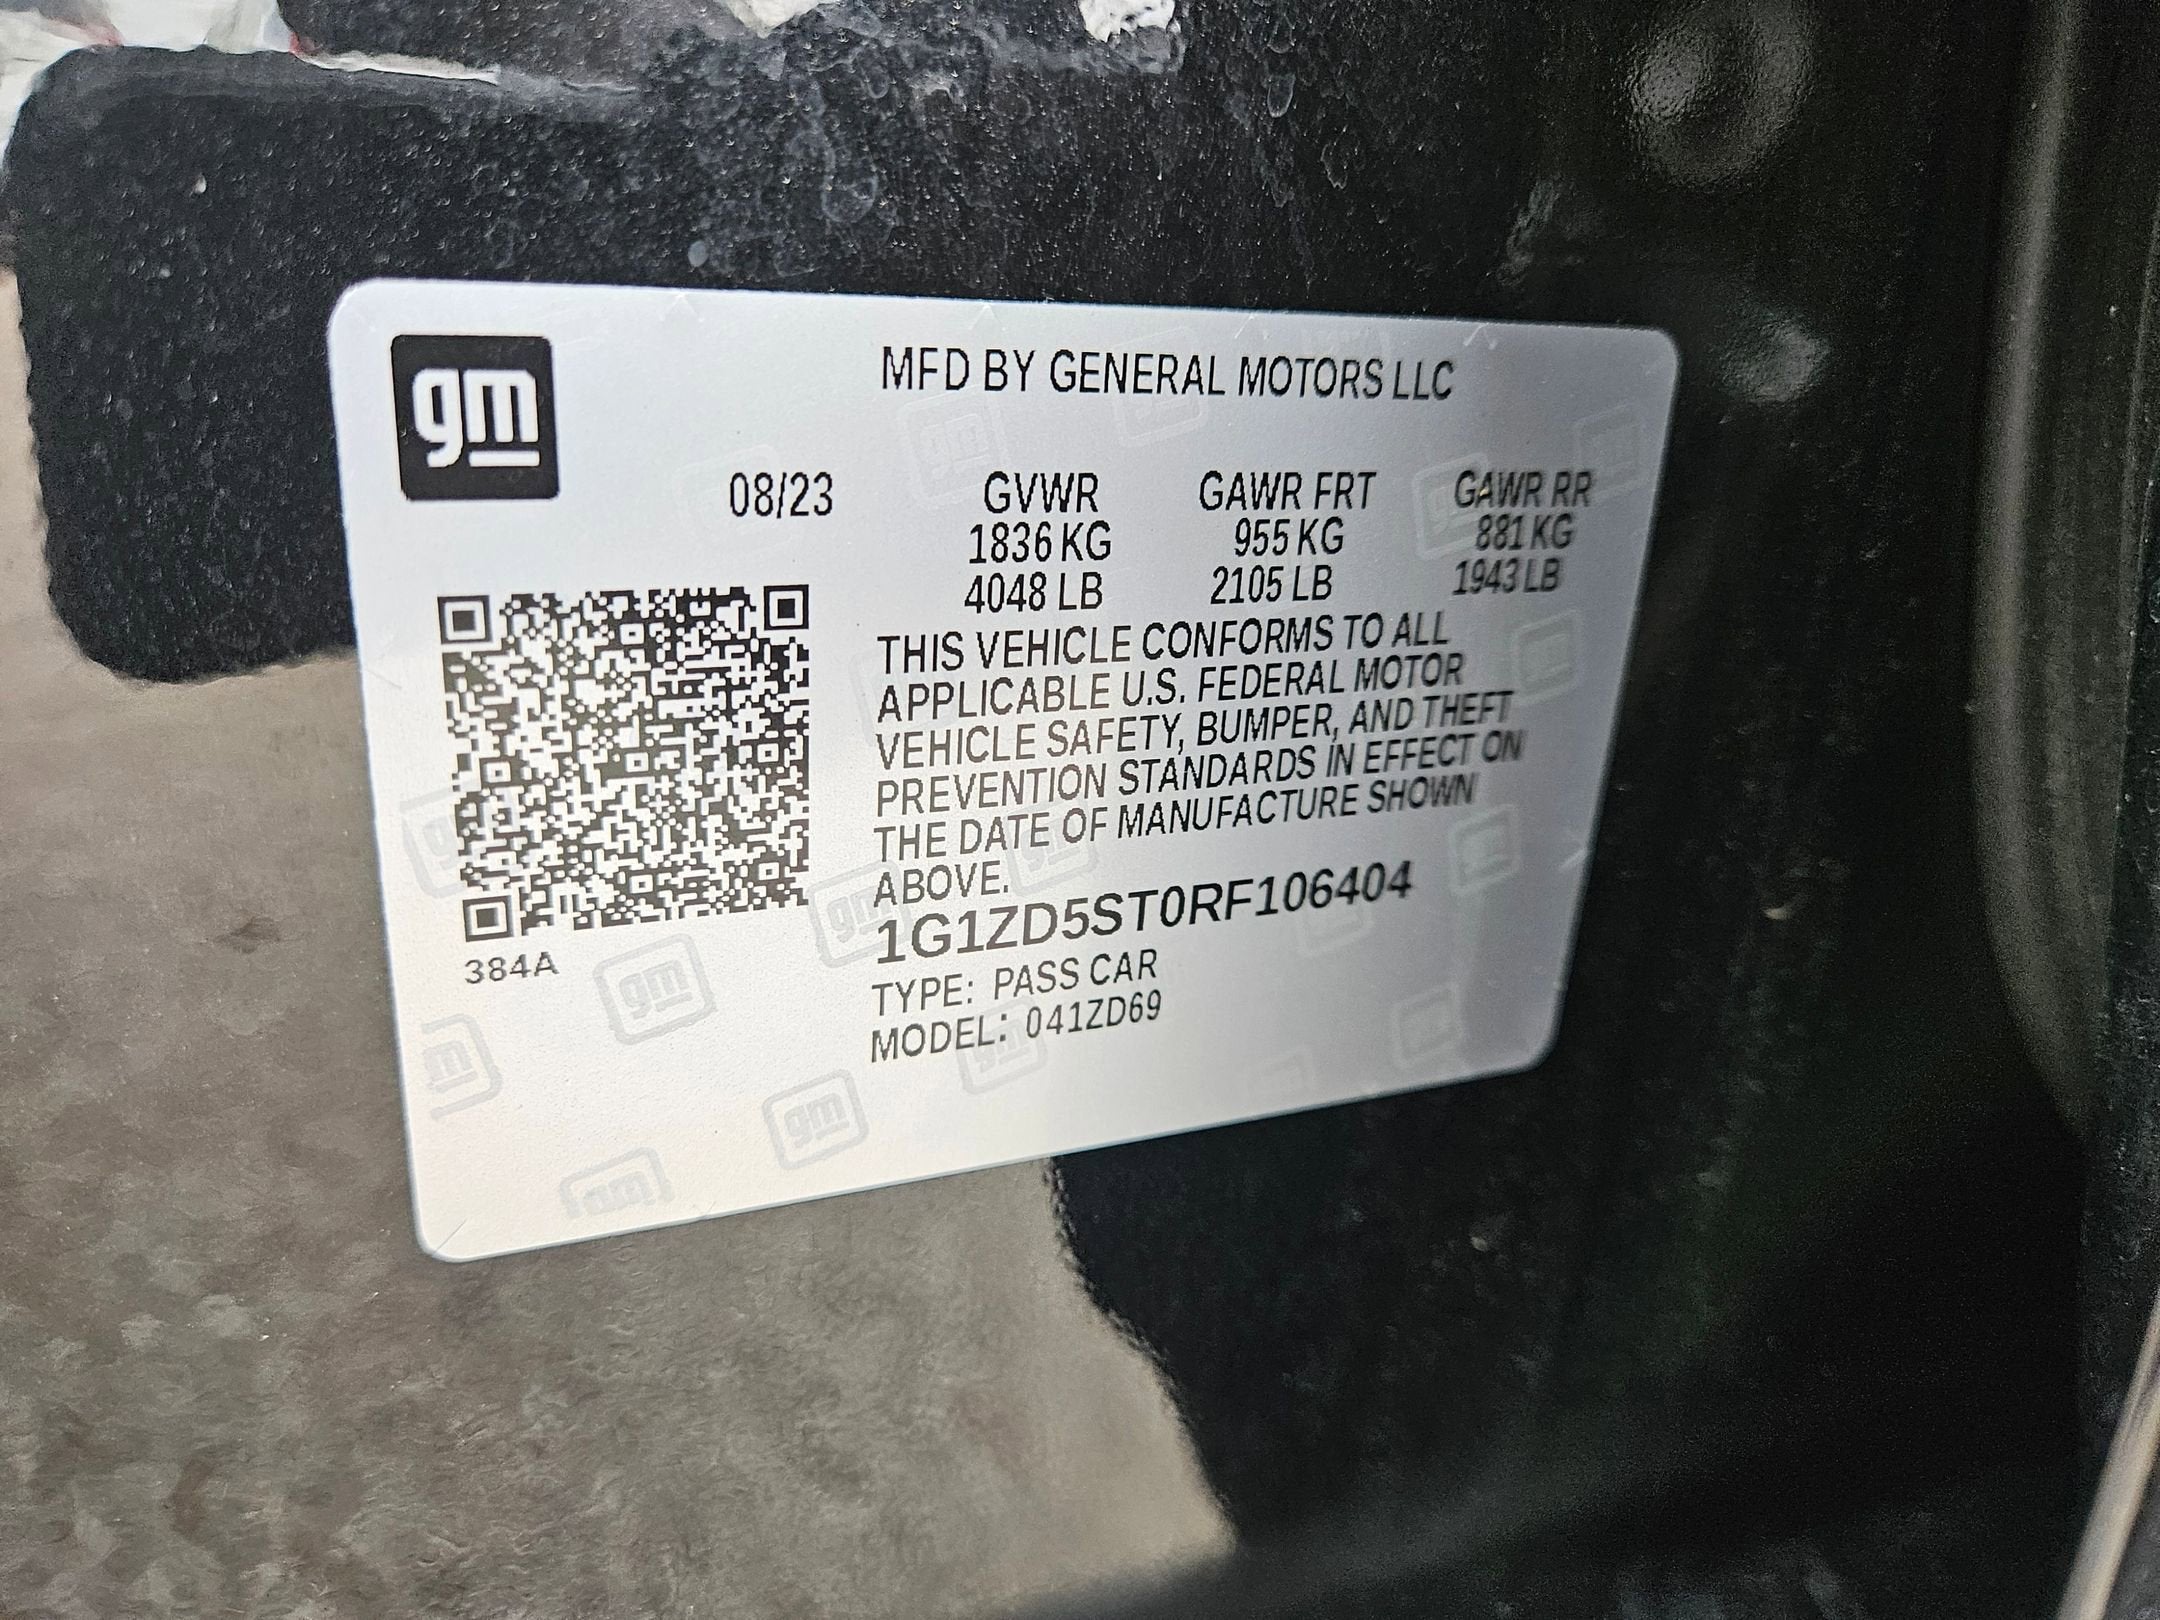 gm
MFD BY GENERAL MOTORS LLC
08/23 GVWR GAWR FRT GAWR RR
1836 KG 955 KG 881 KG
4048 LB 2105 LB 1943 LB
THIS VEHICLE CONFORMS TO ALL
APPLICABLE U.S. FEDERAL MOTOR
VEHICLE SAFETY, BUMPER, AND THEFT
PREVENTION STANDARDS IN EFFECT ON
THE DATE OF MANUFACTURE SHOWN
ABOVE.
1G1ZD5ST0RF106404
384A
TYPE: PASS CAR
MODEL: 041ZD69